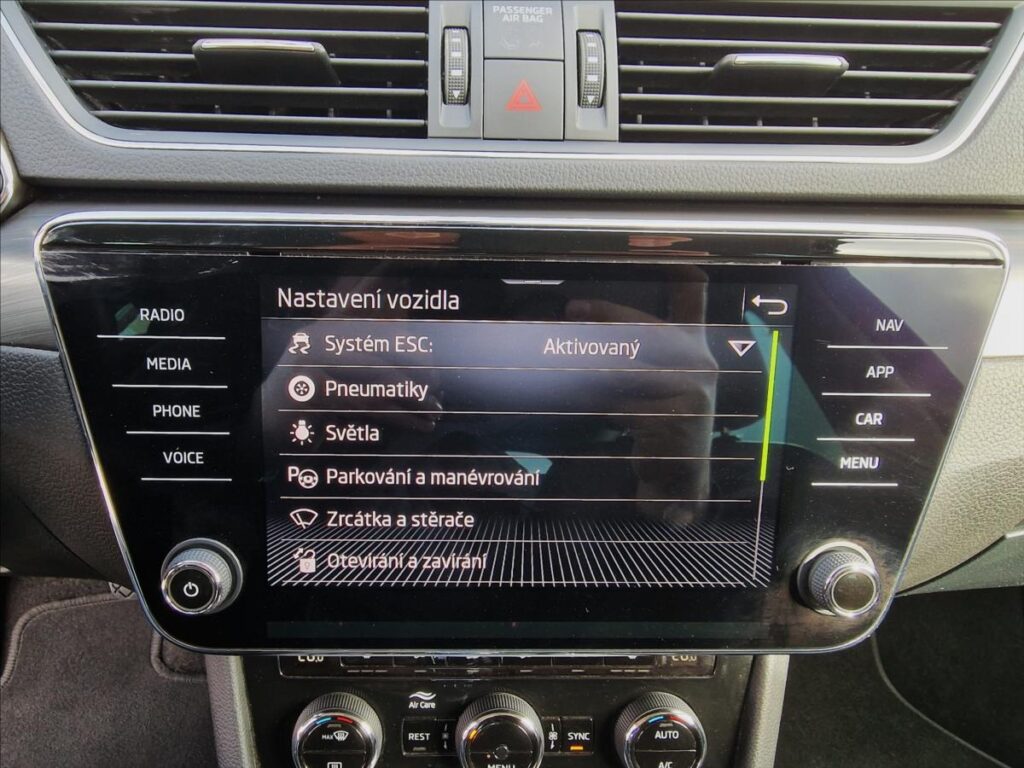 PASSENGER
AIR BAG
Nastavení vozidla
RADIO
MEDIA
PHONE
VOICE
Systém ESC: Aktivovaný
Pneumatiky
Světla
Parkování a manévrování
Zrcátka a stěrače
Otevírání a zavírání
NAV
APP
CAR
MENU
Air Care
MAX
REST
MENU
SYNC
AUTO
A/C